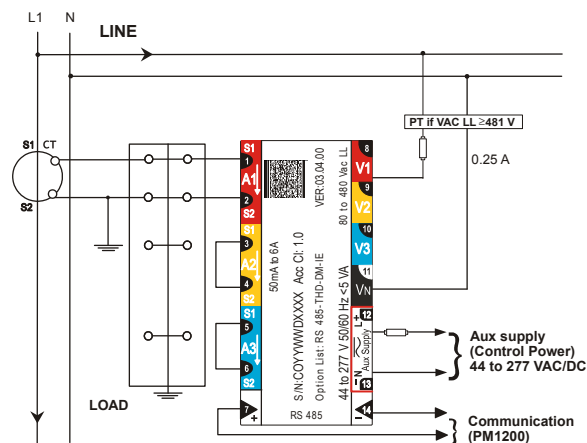 L1 N
LINE
PT if VAC LL ≥481 V
0.25 A
S1 CT
S2
S1
1
A1
2
S2
S1
3
A2
4
S2
S1
5
A3
6
S2
7
+
50mA to 6A
S/N:COYYWWDXXXX Acc Cl: 1.0
Option List: RS 485-THD-DM-IE
VER:03.04.00
80 to 480 Vac LL
44 to 277 V 50/60 Hz <5 VA
RS 485
8
V1
9
V2
10
V3
11
VN
12
L+
Aux Supply
–N
13
14
–
Aux supply
(Control Power)
44 to 277 VAC/DC
LOAD
Communication
(PM1200)